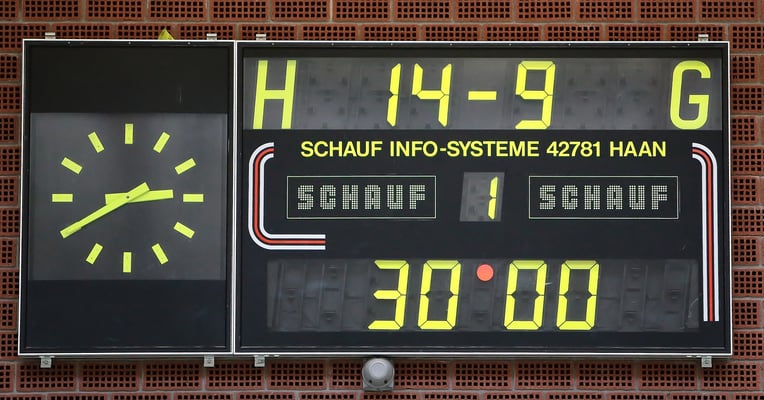 H 14-9 G
SCHAUF INFO-SYSTEME 42781 HAAN
SCHAUF 1 SCHAUF
30:00